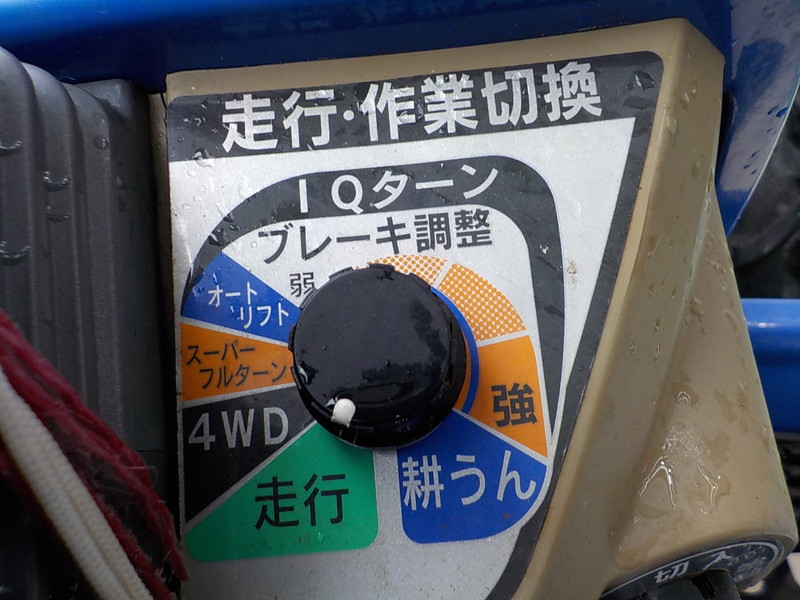 走行・作業切換
IQターン
ブレーキ調整
弱
オート
リフト
スーパー
フルターン
4WD
走行
強
耕うん
切
入